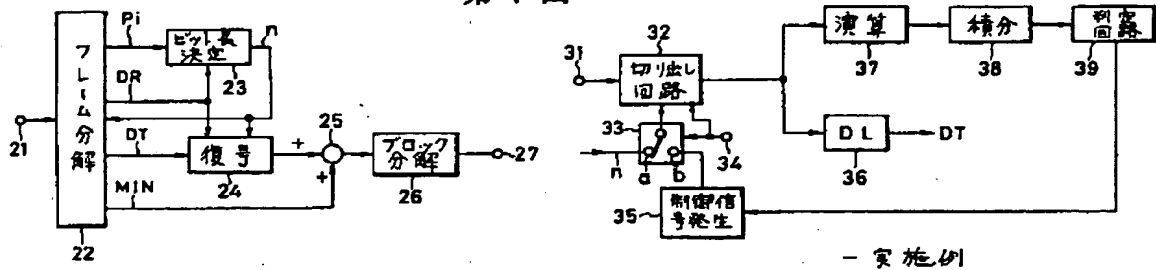 Pi
ビット長
決定
23
n
DR
フレーム分解
21
DT
復号
24
+
25
+
ブロック
分解
26
27
MIN
22
31
32
切り出し
回路
33
n
a
b
34
35
制御信
号発生
演算
37
積分
38
判定
回路
39
DL
36
DT
一実施例